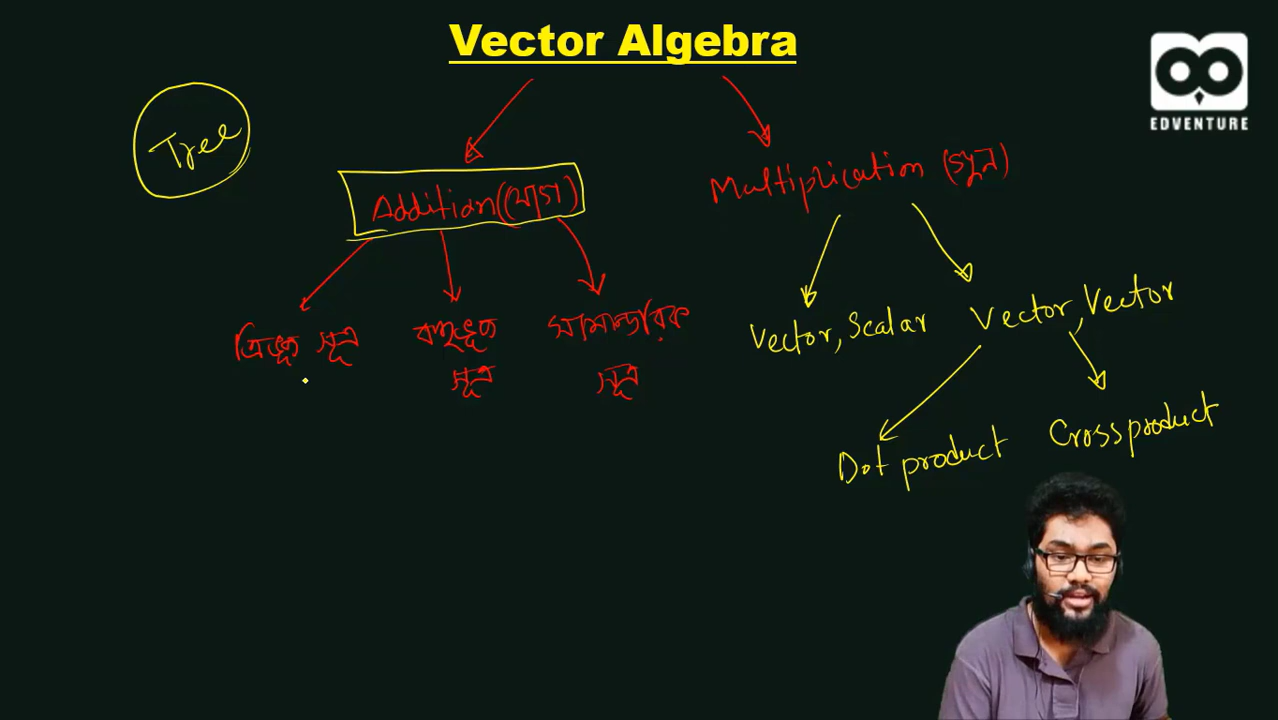 Vector Algebra
EDVENTURE
Tree
Addition (যোগ)
Multiplication (গুন)
ত্রিভুজ সূত্র
বহুভুজ
সূত্র
সামান্তরিক
সূত্র
Vector, Scalar
Vector, Vector
Dot product
Cross product